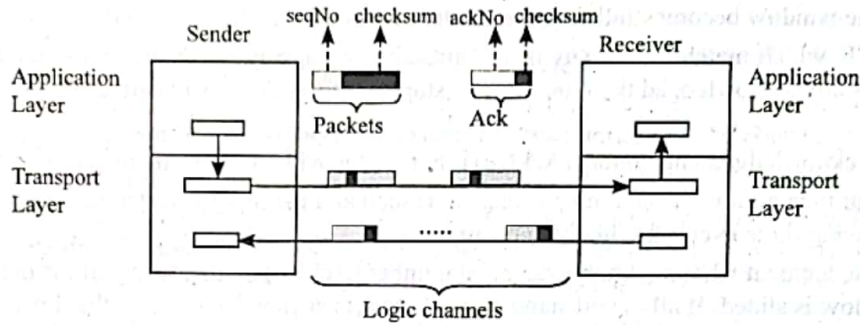 seqNo checksum ackNo checksum
Sender Receiver
Application Layer
Application Layer
Packets Ack
Transport Layer
Transport Layer
Logic channels